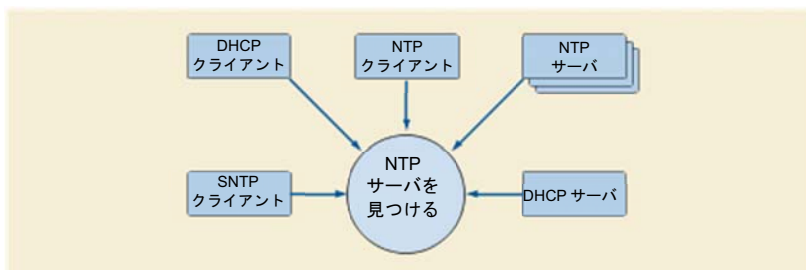 DHCP
クライアント
NTP
クライアント
NTP
サーバ
SNTP
クライアント
NTP
サーバを
見つける
DHCP サーバ